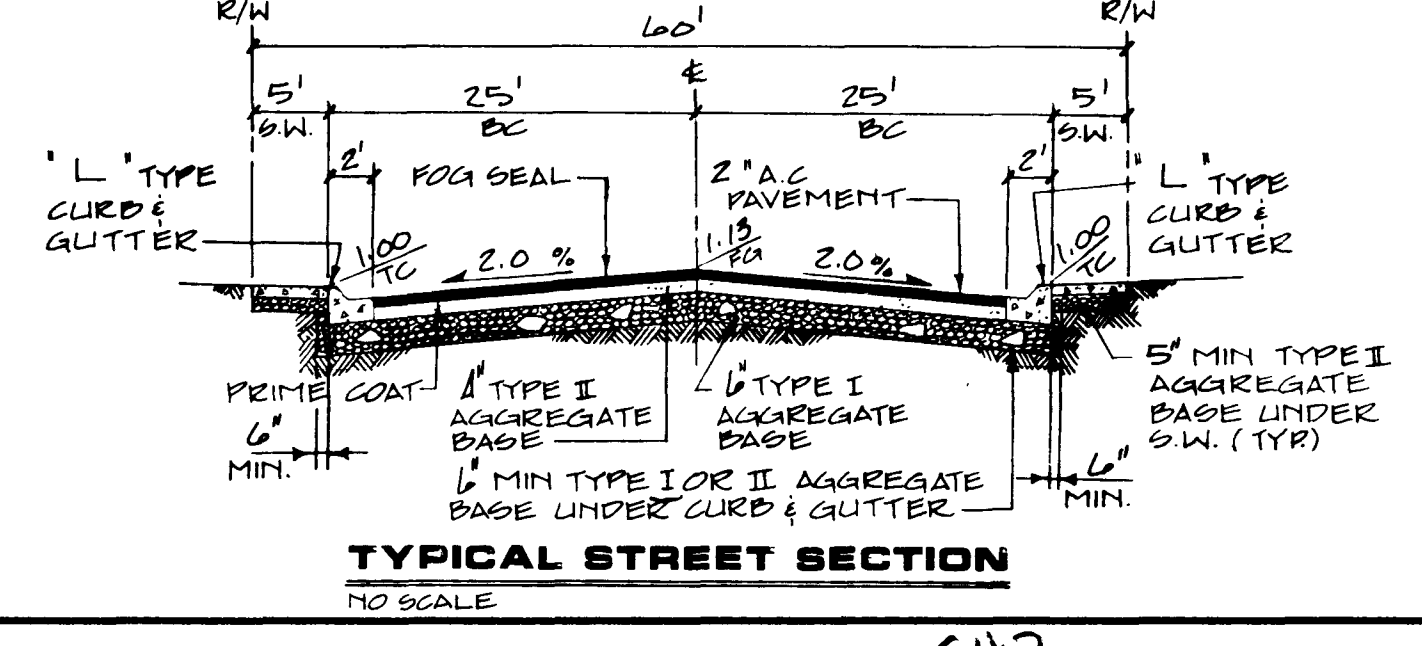 R/W
R/W
60'
℄
5'
25'
25'
5'
S.W.
BC
BC
S.W.
2'
2'
"L" TYPE
CURB &
GUTTER
FOG SEAL
2" A.C
PAVEMENT
"L" TYPE
CURB &
GUTTER
1.00
TC
2.0 %
1.13
FG
2.0 %
1.00
TC
PRIME COAT
4" TYPE II
AGGREGATE
BASE
6" TYPE I
AGGREGATE
BASE
5" MIN TYPE II
AGGREGATE
BASE UNDER
S.W. (TYP.)
6"
MIN.
6" MIN TYPE I OR II AGGREGATE
BASE UNDER CURB & GUTTER
6"
MIN.
TYPICAL STREET SECTION
NO SCALE